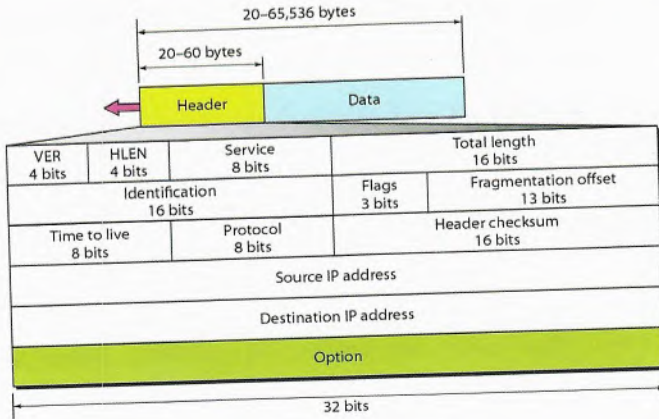 20–65,536 bytes
20–60 bytes
Header
Data
VER
4 bits
HLEN
4 bits
Service
8 bits
Total length
16 bits
Identification
16 bits
Flags
3 bits
Fragmentation offset
13 bits
Time to live
8 bits
Protocol
8 bits
Header checksum
16 bits
Source IP address
Destination IP address
Option
32 bits